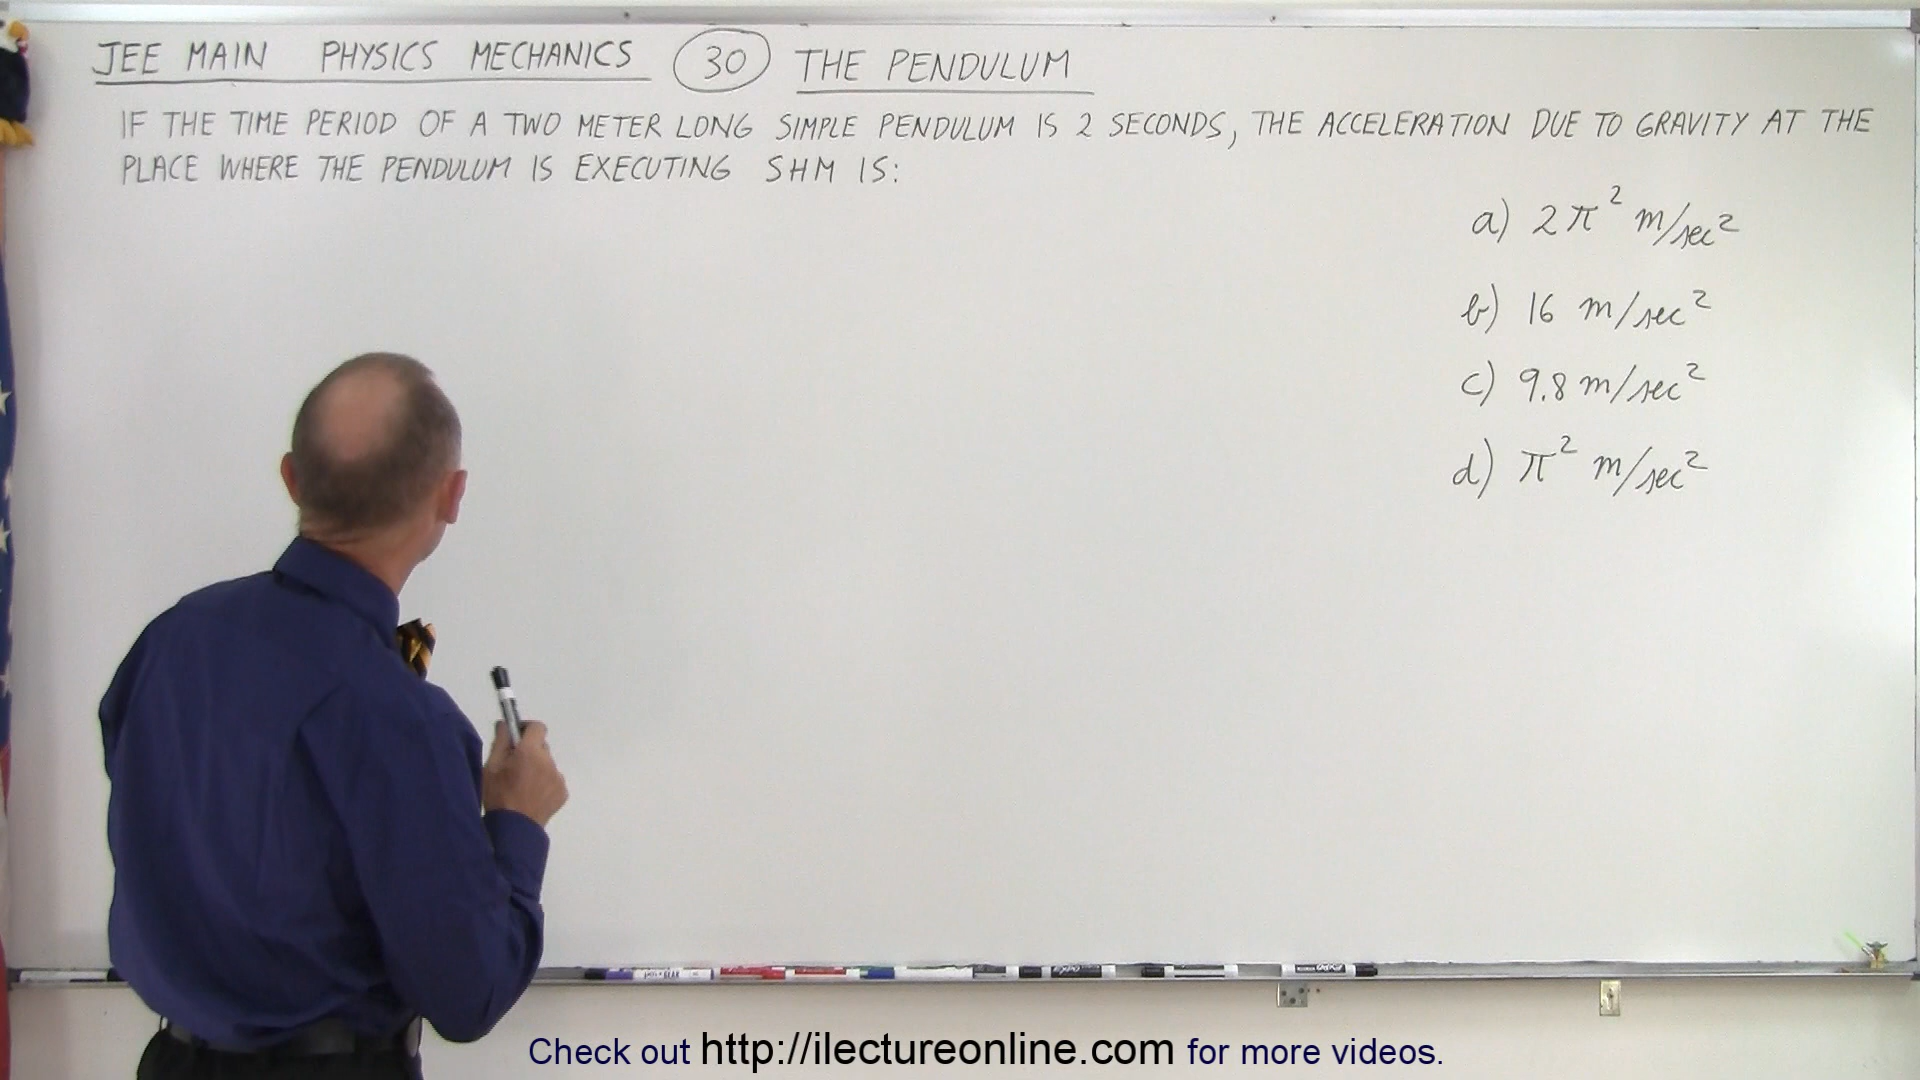 JEE MAIN PHYSICS MECHANICS 30 THE PENDULUM
IF THE TIME PERIOD OF A TWO METER LONG SIMPLE PENDULUM IS 2 SECONDS, THE ACCELERATION DUE TO GRAVITY AT THE
PLACE WHERE THE PENDULUM IS EXECUTING SHM IS:
a) 2π² m/sec²
b) 16 m/sec²
c) 9.8 m/sec²
d) π² m/sec²
Check out http://ilectureonline.com for more videos.